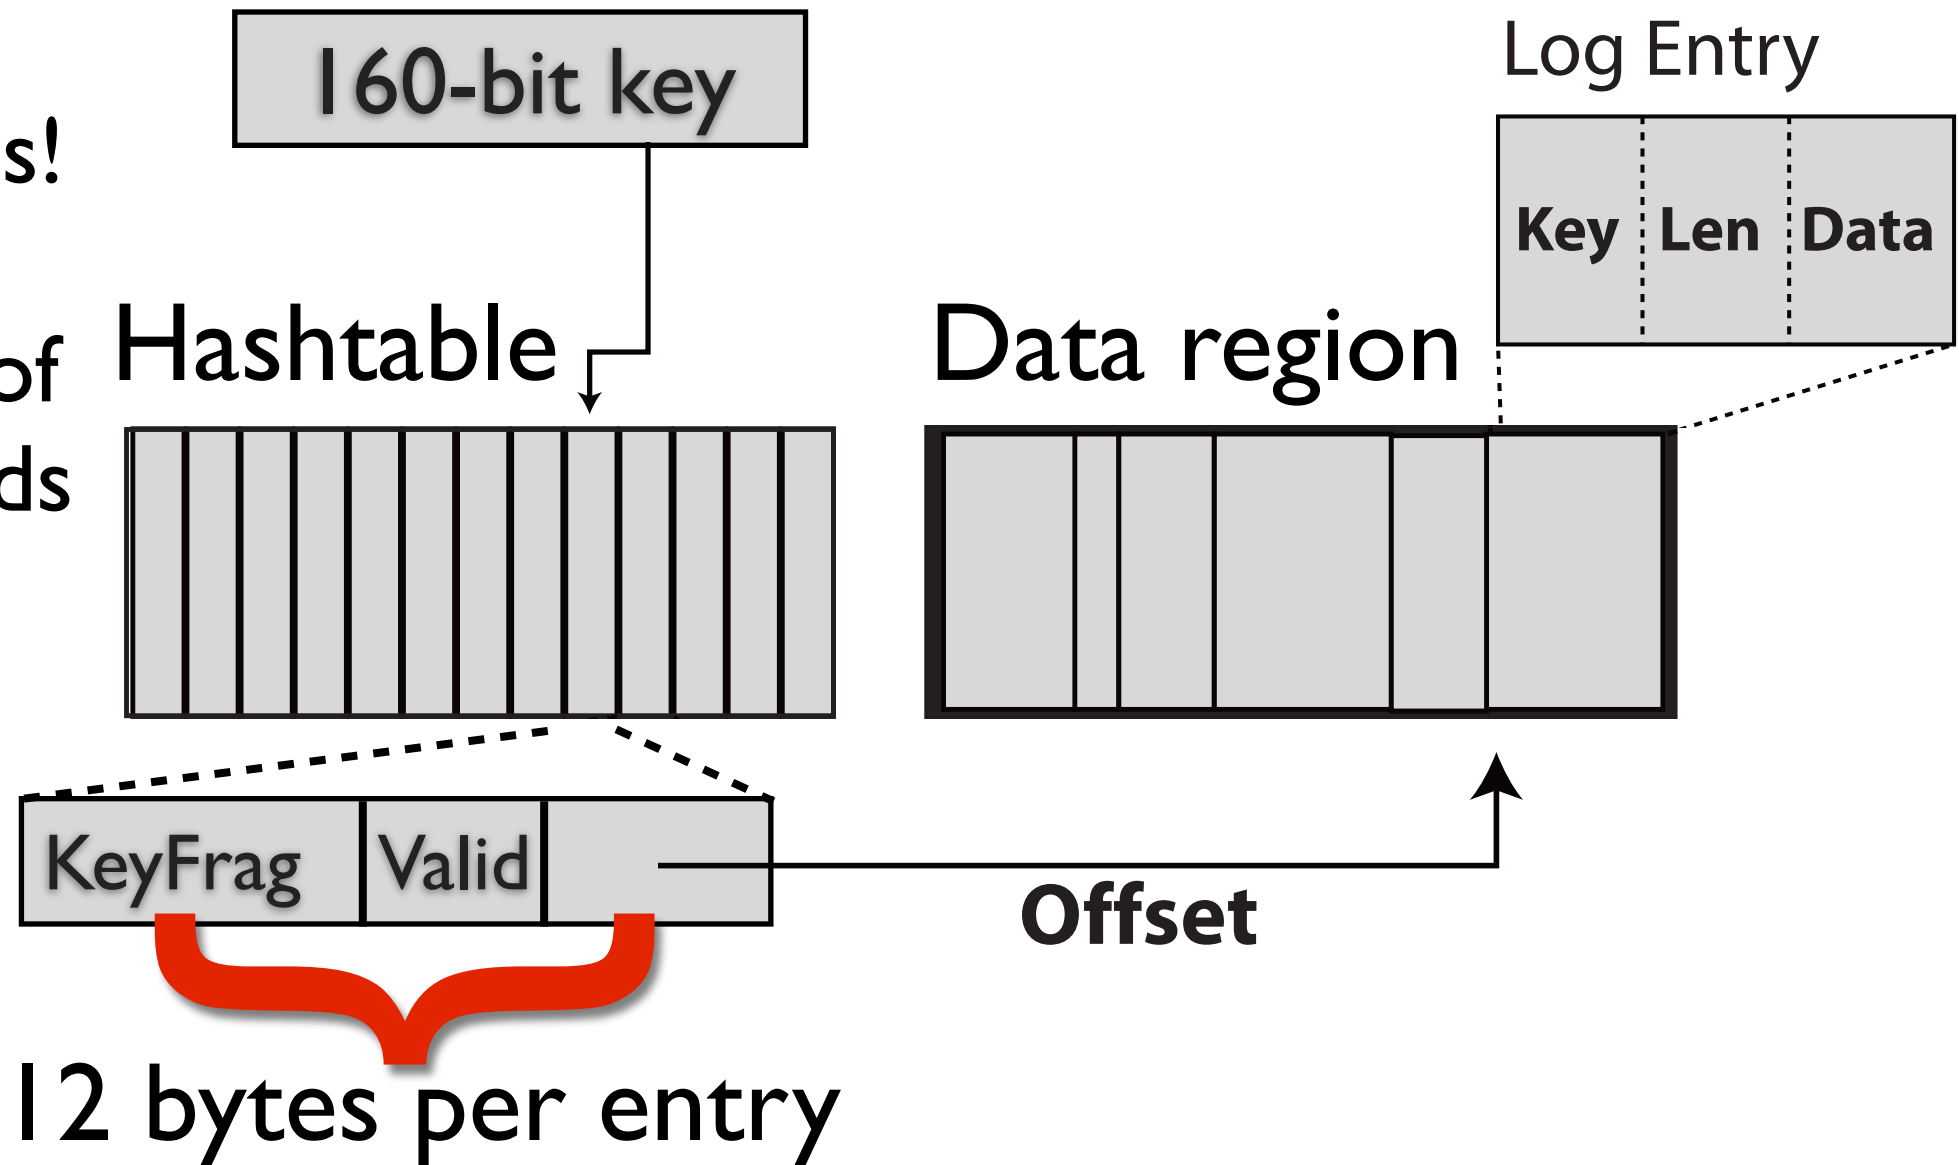 160-bit key
Log Entry
s!
Key Len Data
of
Hashtable
Data region
ds
KeyFrag Valid
Offset
12 bytes per entry